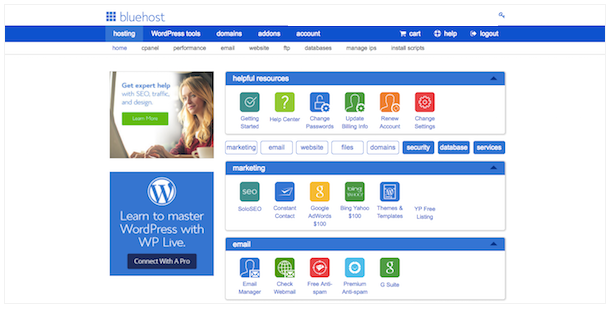 bluehost
hosting WordPress tools domains addons account cart help logout
home cpanel performance email website ftp databases manage ips install scripts
Get expert help
with SEO, traffic,
and design.
Learn More
WordPress
Learn to master
WordPress with
WP Live.
Connect With A Pro
helpful resources
Getting Started
Help Center
Change Passwords
Update Billing Info
Renew Account
Change Settings
marketing email website files domains security database services
marketing
seo
SoloSEO
Constant Contact
Google AdWords $100
bing
Bing Yahoo $100
Themes & Templates
YP Free Listing
email
Email Manager
Check Webmail
Free Anti-spam
Premium Anti-spam
G Suite